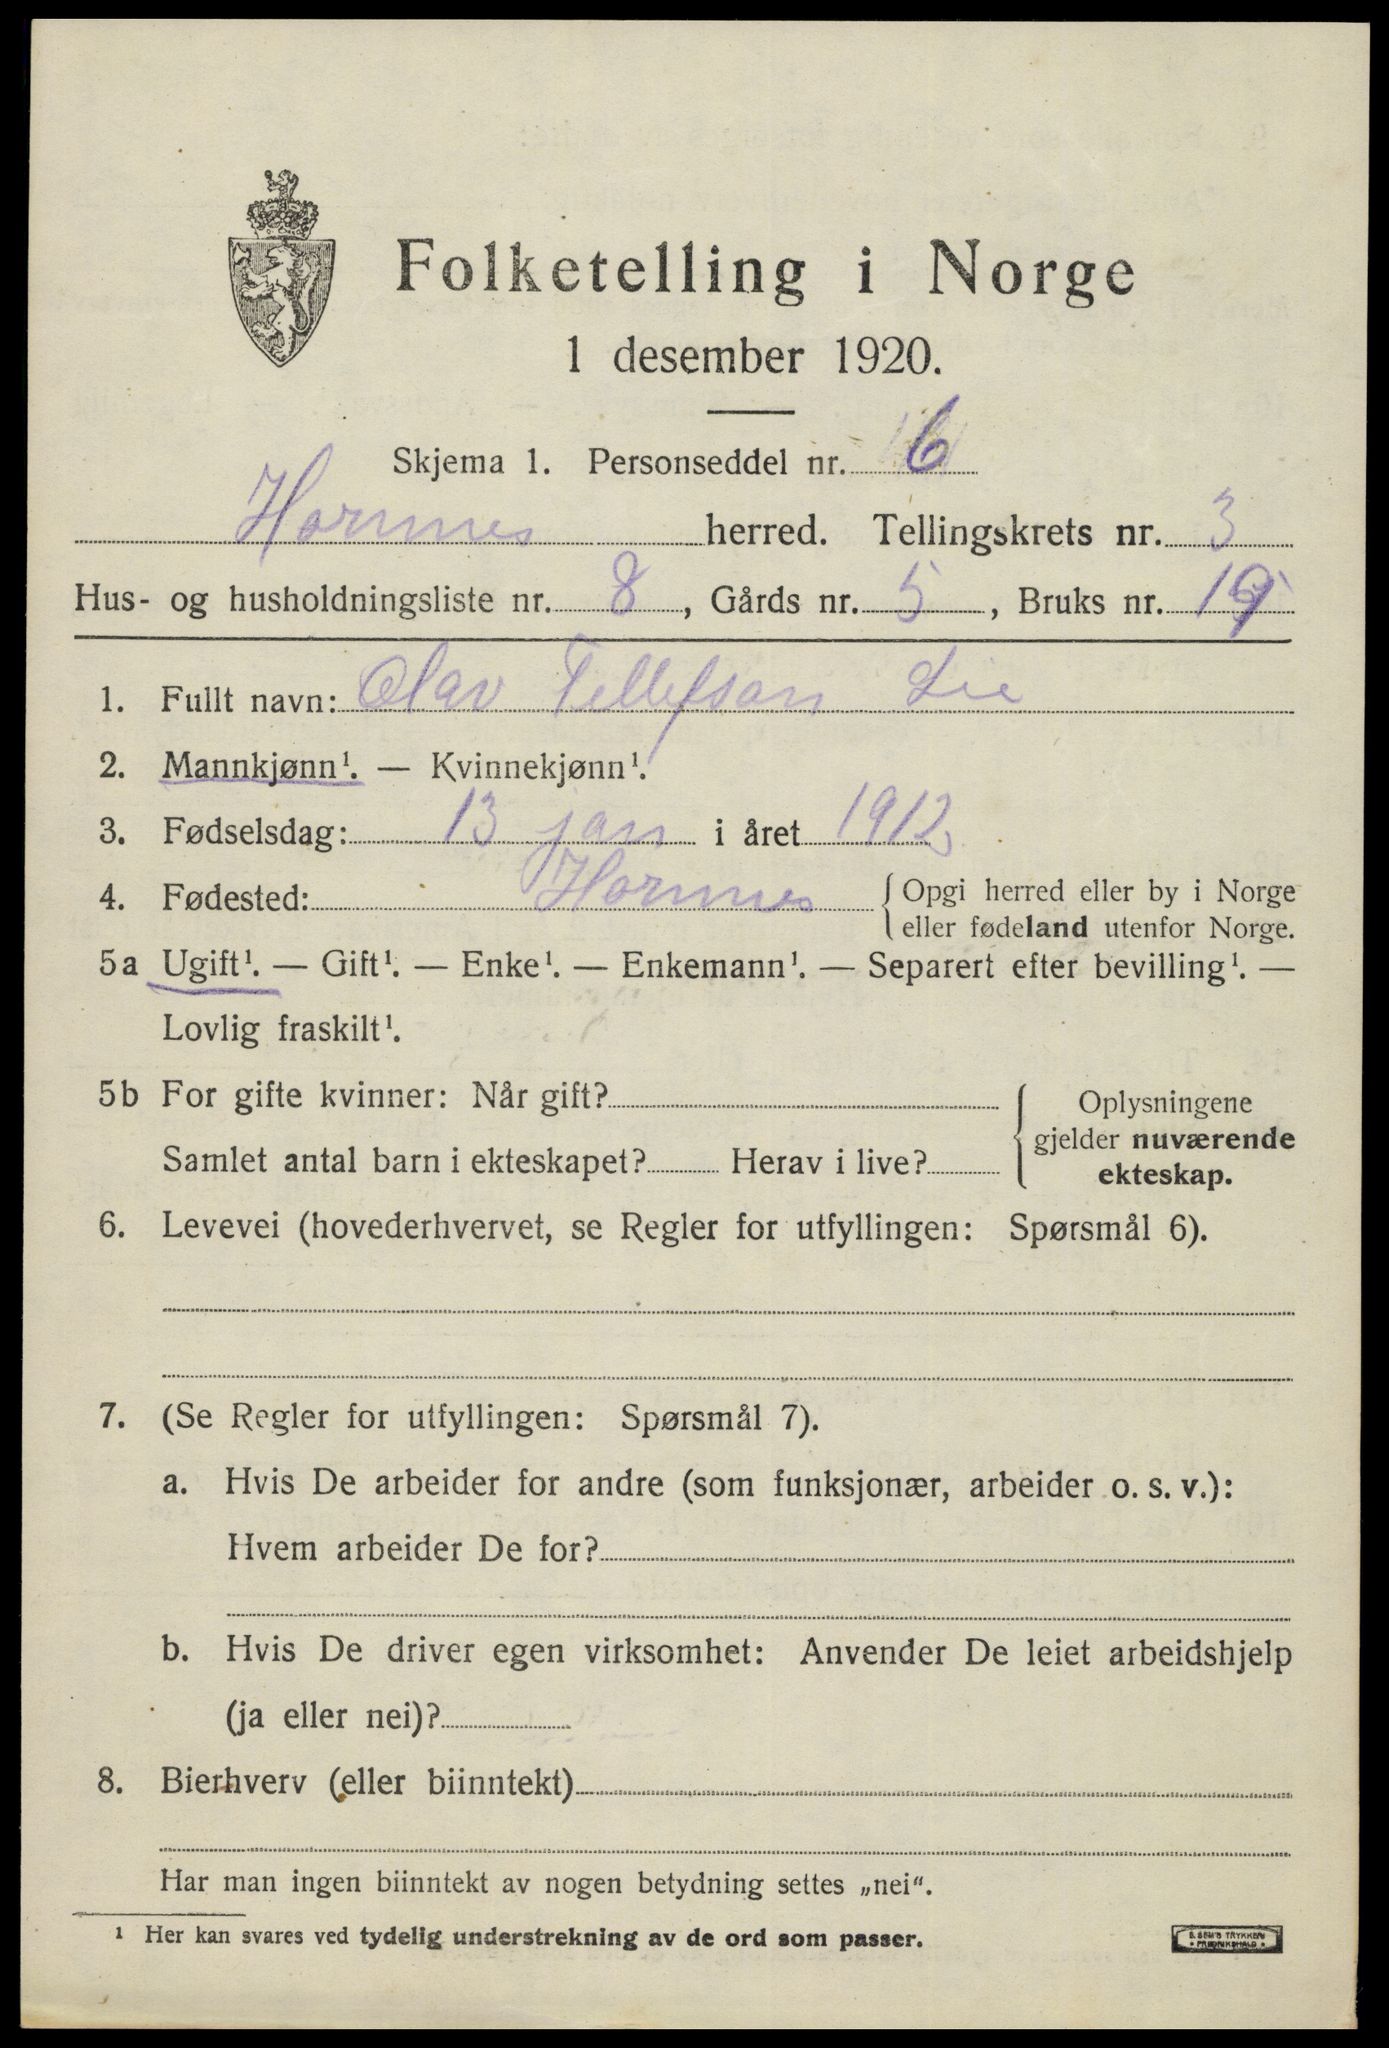 Folketelling i Norge
1 desember 1920.
Skjema 1. Personseddel nr. 6
Hornnes herred. Tellingskrets nr. 3
Hus- og husholdningsliste nr. 8, Gårds nr. 5, Bruks nr.
1. Fullt navn: Olav Tellefson Lie
2. Mannkjønn¹. — Kvinnekjønn¹.
3. Fødselsdag: 13 jan i året 1912
4. Fødested: Hornnes { Opgi herred eller by i Norge
eller fødeland utenfor Norge.
5a Ugift¹. — Gift¹. — Enke¹. — Enkemann¹. — Separert efter bevilling¹. —
Lovlig fraskilt¹.
5b For gifte kvinner: Når gift? { Oplysningene
gjelder nuværende
Samlet antal barn i ekteskapet? Herav i live? ekteskap.
6. Levevei (hovederhvervet, se Regler for utfyllingen: Spørsmål 6).
7. (Se Regler for utfyllingen: Spørsmål 7).
a. Hvis De arbeider for andre (som funksjonær, arbeider o. s. v.):
Hvem arbeider De for?
b. Hvis De driver egen virksomhet: Anvender De leiet arbeidshjelp
(ja eller nei)?
8. Bierhverv (eller biinntekt)
Har man ingen biinntekt av nogen betydning settes „nei“.
¹ Her kan svares ved tydelig understrekning av de ord som passer.
S. SEM'S TRYKKERI
• FREDRIKSHALD •